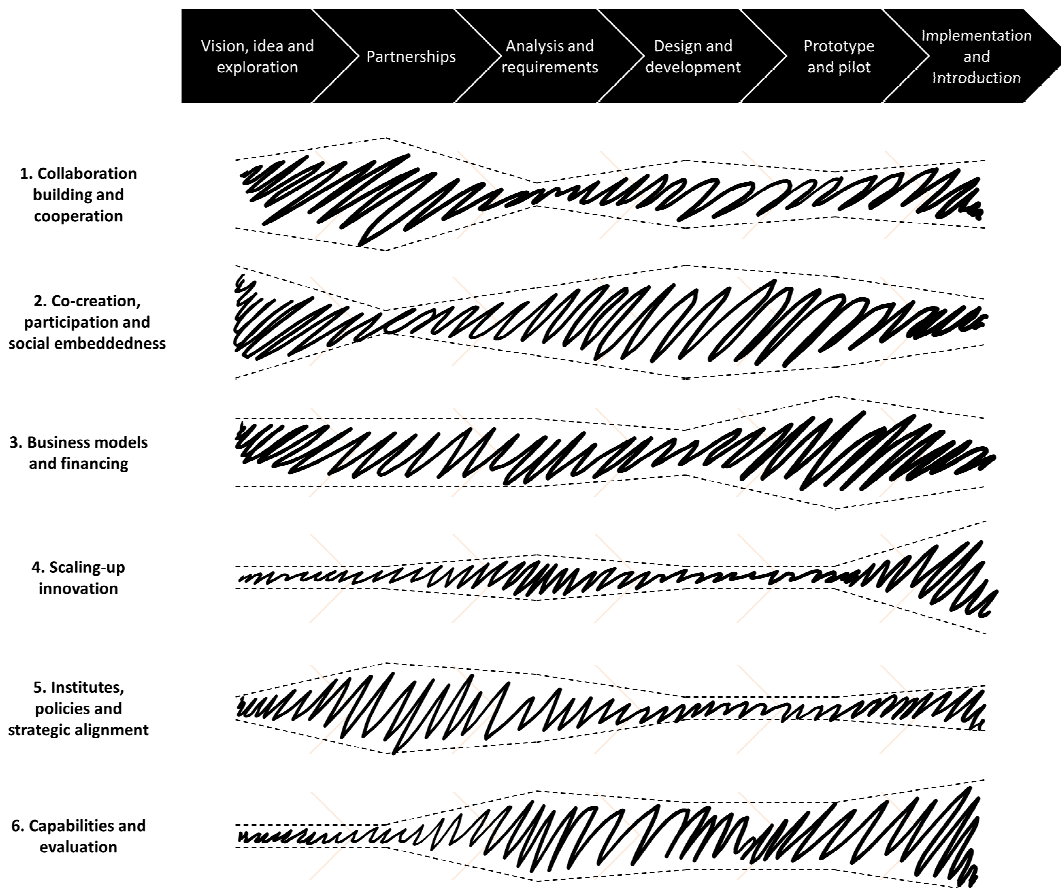 Vision, idea and
exploration
Partnerships
Analysis and
requirements
Design and
development
Prototype
and pilot
Implementation
and
Introduction
1. Collaboration
building and
cooperation
2. Co-creation,
participation and
social embeddedness
3. Business models
and financing
4. Scaling-up
innovation
5. Institutes,
policies and
strategic alignment
6. Capabilities and
evaluation